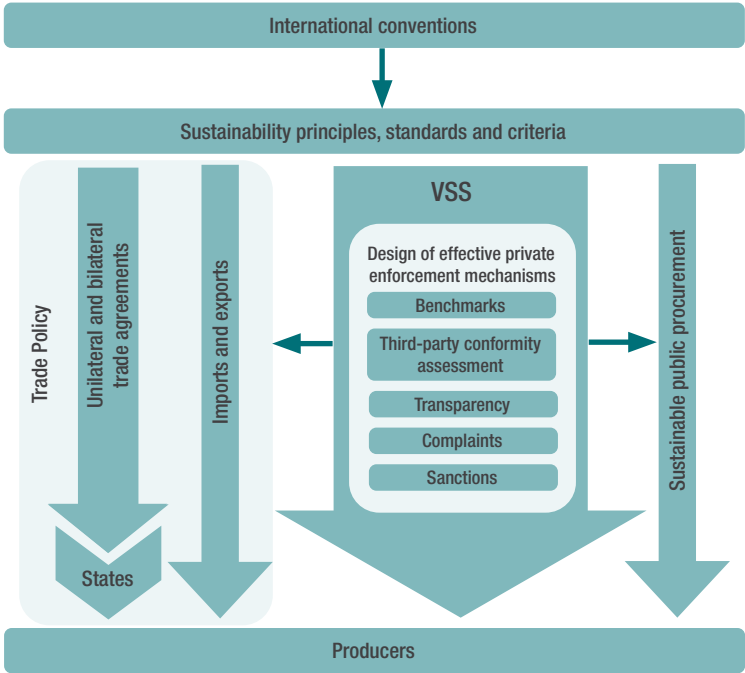 International conventions
Sustainability principles, standards and criteria
Trade Policy
Unilateral and bilateral
trade agreements
States
Imports and exports
VSS
Design of effective private
enforcement mechanisms
Benchmarks
Third-party conformity
assessment
Transparency
Complaints
Sanctions
Sustainable public procurement
Producers